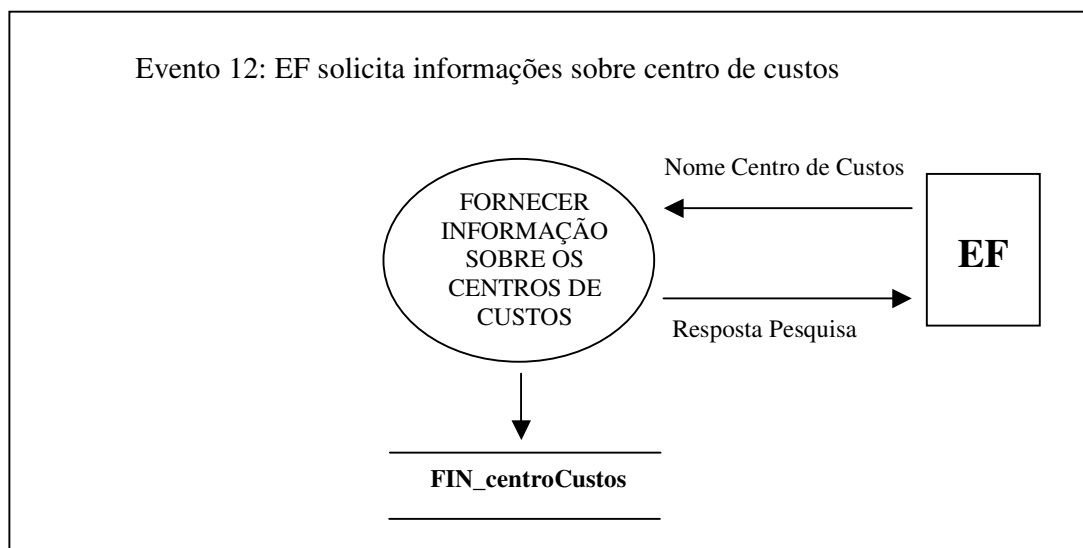 Evento 12: EF solicita informações sobre centro de custos
Nome Centro de Custos
FORNECER
INFORMAÇÃO
SOBRE OS
CENTROS DE
CUSTOS
EF
Resposta Pesquisa
FIN_centroCustos